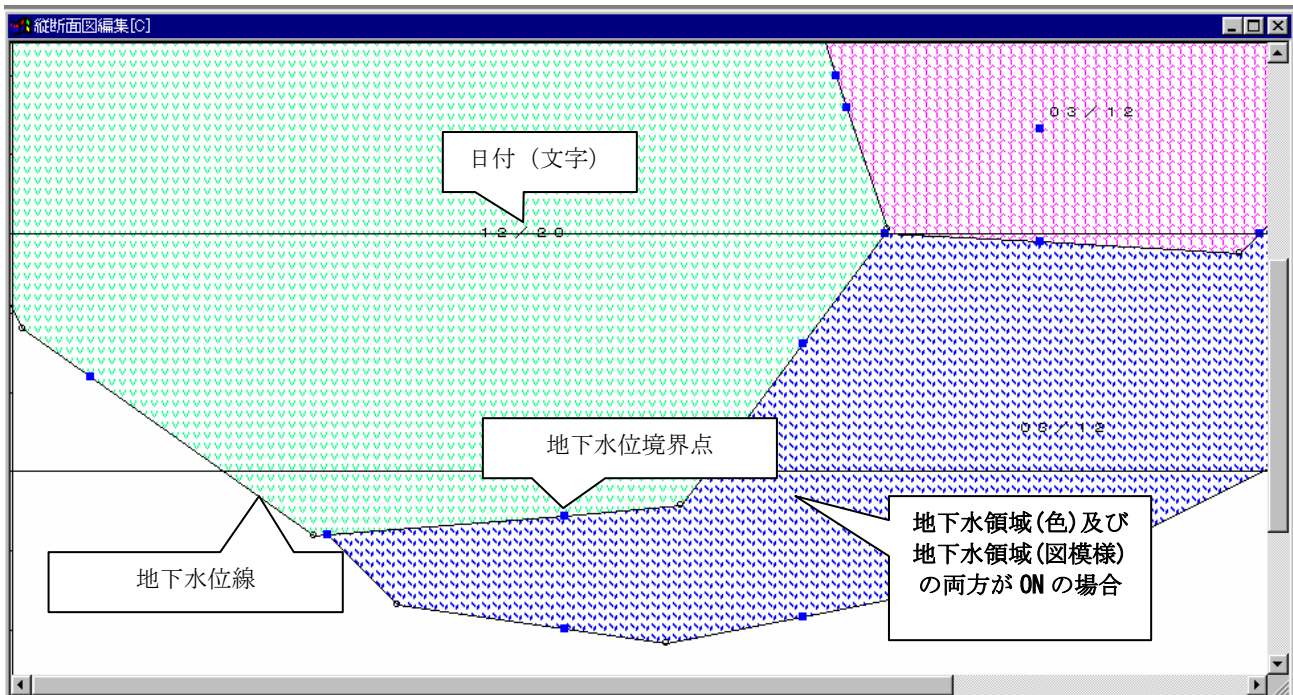 縦断面図編集[C]
03／12
日付（文字）
12／20
03／12
地下水位境界点
地下水領域(色)及び
地下水領域(図模様)
の両方が ON の場合
地下水位線